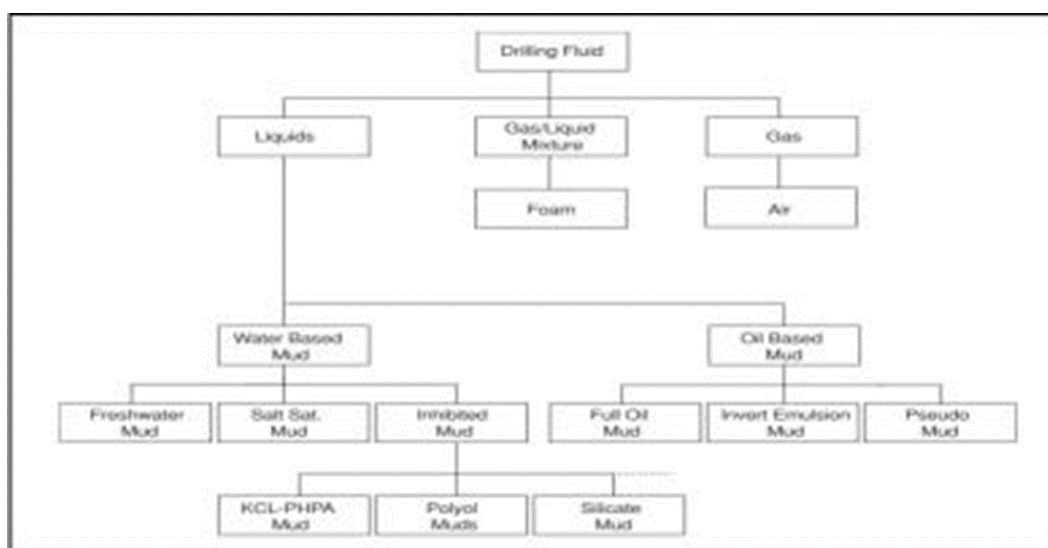 Drilling Fluid
Liquids
Gas/Liquid
Mixture
Gas
Foam
Air
Water Based
Mud
Oil Based
Mud
Freshwater
Mud
Salt Sat.
Mud
Inhibited
Mud
Full Oil
Mud
Invert Emulsion
Mud
Pseudo
Mud
KCL-PHPA
Mud
Polyol
Muds
Silicate
Mud